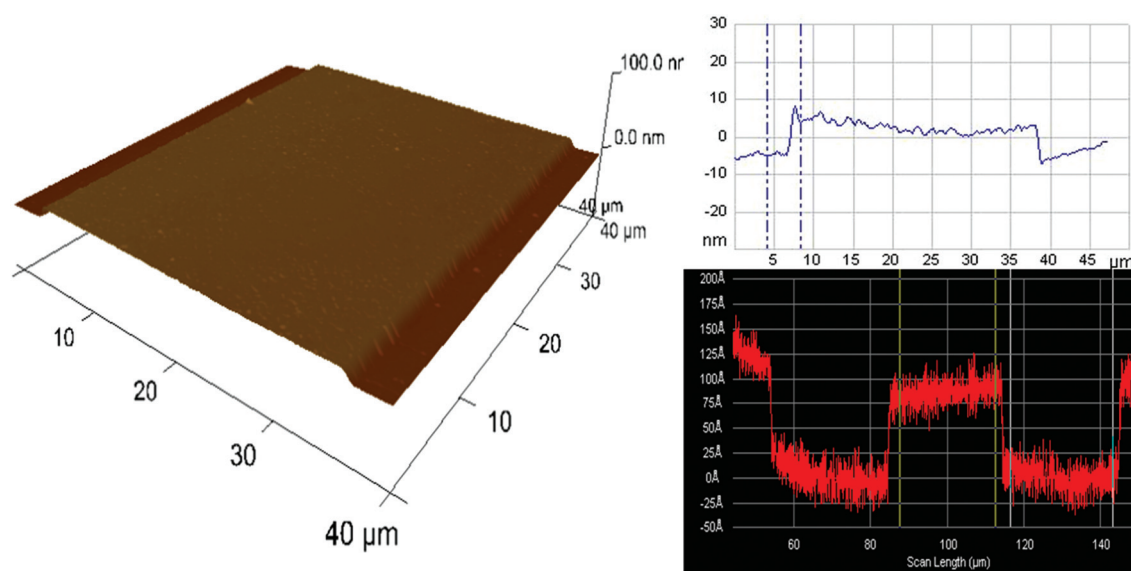 100.0 nr
0.0 nm
40 µm
40 µm
30
20
10
10
20
30
40 µm
30
20
10
0
-10
-20
nm
5 10 15 20 25 30 35 40 45 µm
200Å
175Å
150Å
125Å
100Å
75Å
50Å
25Å
0Å
-25Å
-50Å
60 80 100 120 140
Scan Length (µm)